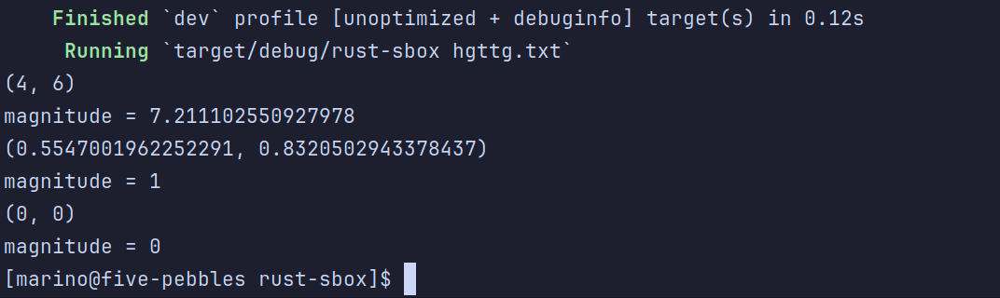 Finished `dev` profile [unoptimized + debuginfo] target(s) in 0.12s
Running `target/debug/rust-sbox hgttg.txt`
(4, 6)
magnitude = 7.211102550927978
(0.5547001962252291, 0.8320502943378437)
magnitude = 1
(0, 0)
magnitude = 0
[marino@five-pebbles rust-sbox]$